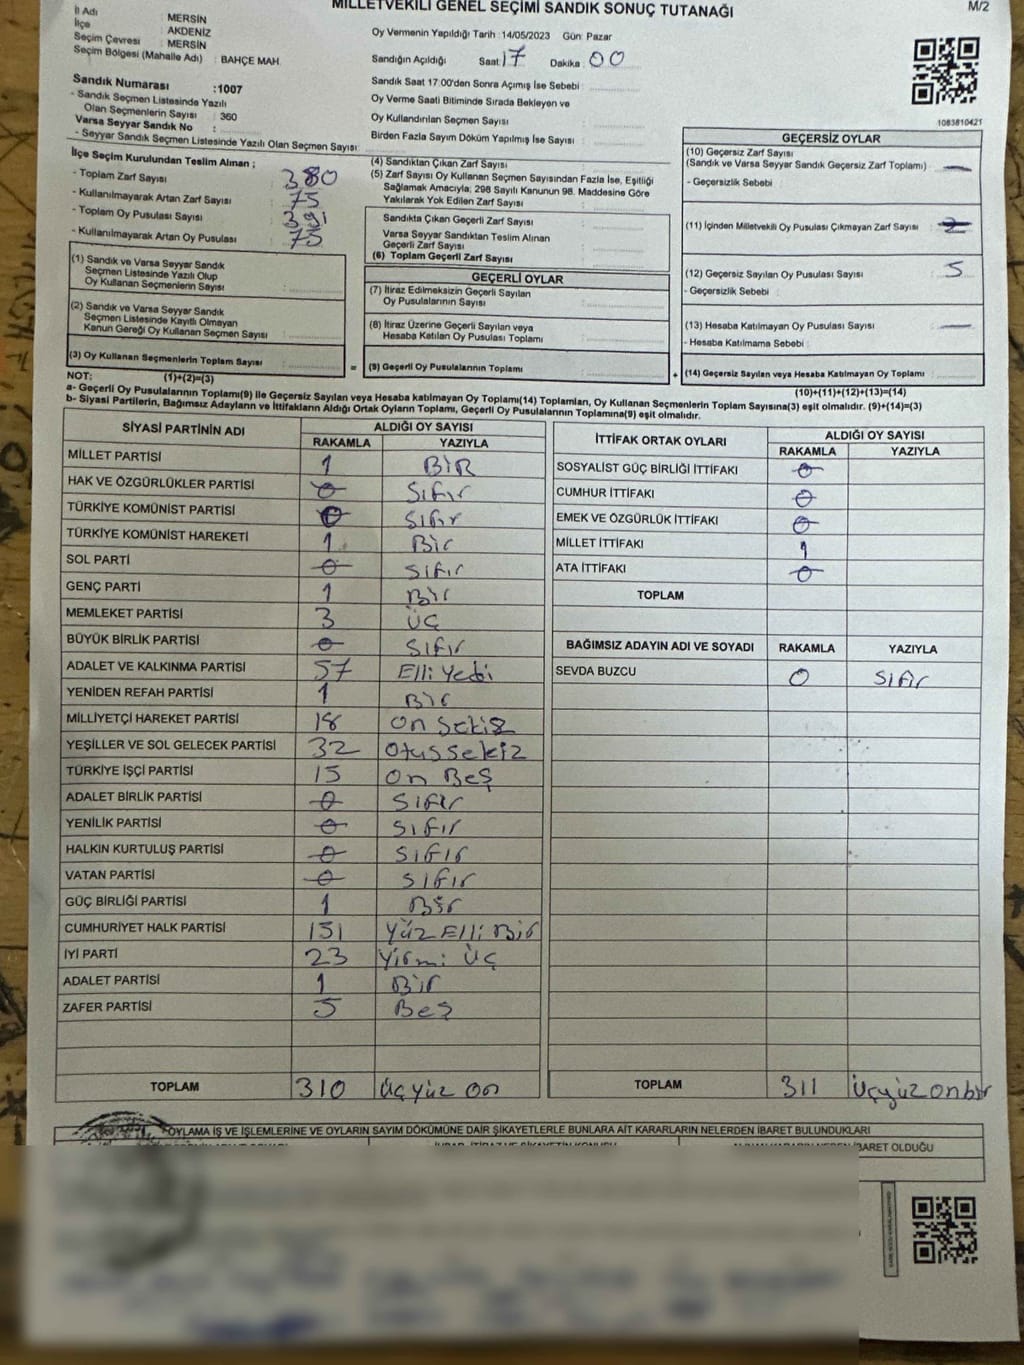 MİLLETVEKİLİ GENEL SEÇİMİ SANDIK SONUÇ TUTANAĞI
M/2
İl Adı : MERSİN
İlçe : AKDENİZ
Seçim Çevresi : MERSİN
Seçim Bölgesi (Mahalle Adı) : BAHÇE MAH.
Oy Vermenin Yapıldığı Tarih : 14/05/2023 Gün: Pazar
Sandığın Açıldığı Saat: 17 Dakika: 00
Sandık Numarası : 1007
- Sandık Seçmen Listesinde Yazılı
Olan Seçmenlerin Sayısı : 360
Varsa Seyyar Sandık No :
- Seyyar Sandık Seçmen Listesinde Yazılı Olan Seçmen Sayısı :
Sandık Saat 17.00'den Sonra Açımış İse Sebebi :
Oy Verme Saati Bitiminde Sırada Bekleyen ve
Oy Kullandırılan Seçmen Sayısı :
Birden Fazla Sayım Döküm Yapılmış İse Sayısı :
1083810421
İlçe Seçim Kurulundan Teslim Alınan ;
- Toplam Zarf Sayısı : 380
- Kullanılmayarak Artan Zarf Sayısı : 75
- Toplam Oy Pusulası Sayısı : 391
- Kullanılmayarak Artan Oy Pusulası : 75
(1) Sandık ve Varsa Seyyar Sandık
Seçmen Listesinde Yazılı Olup
Oy Kullanan Seçmenlerin Sayısı :
(2) Sandık ve Varsa Seyyar Sandık
Seçmen Listesinde Kayıtlı Olmayan
Kanun Gereği Oy Kullanan Seçmen Sayısı :
(3) Oy Kullanan Seçmenlerin Toplam Sayısı :
(4) Sandıktan Çıkan Zarf Sayısı :
(5) Zarf Sayısı Oy Kullanan Seçmen Sayısından Fazla İse, Eşitliği
Sağlamak Amacıyla; 298 Sayılı Kanunun 98. Maddesine Göre
Yakılarak Yok Edilen Zarf Sayısı :
Sandıkta Çıkan Geçerli Zarf Sayısı :
Varsa Seyyar Sandıktan Teslim Alınan
Geçerli Zarf Sayısı :
(6) Toplam Geçerli Zarf Sayısı :
GEÇERLİ OYLAR
(7) İtiraz Edilmeksizin Geçerli Sayılan
Oy Pusulalarının Sayısı :
(8) İtiraz Üzerine Geçerli Sayılan veya
Hesaba Katılan Oy Pusulası Toplamı :
= (9) Geçerli Oy Pusulalarının Toplamı :
GEÇERSİZ OYLAR
(10) Geçersiz Zarf Sayısı
(Sandık ve Varsa Seyyar Sandık Geçersiz Zarf Toplamı) : —
- Geçersizlik Sebebi :
(11) İçinden Milletvekili Oy Pusulası Çıkmayan Zarf Sayısı :
(12) Geçersiz Sayılan Oy Pusulası Sayısı : 5
- Geçersizlik Sebebi :
(13) Hesaba Katılmayan Oy Pusulası Sayısı : —
- Hesaba Katılmama Sebebi :
+ (14) Geçersiz Sayılan veya Hesaba Katılmayan Oy Toplamı :
NOT: (1)+(2)=(3)
(10)+(11)+(12)+(13)=(14)
a- Geçerli Oy Pusulalarının Toplamı(9) ile Geçersiz Sayılan veya Hesaba katılmayan Oy Toplamı(14) Toplamları, Oy Kullanan Seçmenlerin Toplam Sayısına(3) eşit olmalıdır. (9)+(14)=(3)
b- Siyasi Partilerin, Bağımsız Adayların ve İttifakların Aldığı Ortak Oyların Toplamı, Geçerli Oy Pusulalarının Toplamına(9) eşit olmalıdır.
SİYASİ PARTİNİN ADI
ALDIĞI OY SAYISI
RAKAMLA YAZIYLA
MİLLET PARTİSİ 1 BİR
HAK VE ÖZGÜRLÜKLER PARTİSİ 0 Sıfır
TÜRKİYE KOMÜNİST PARTİSİ 0 Sıfır
TÜRKİYE KOMÜNİST HAREKETİ 1 Bir
SOL PARTİ 0 Sıfır
GENÇ PARTİ 1 Bir
MEMLEKET PARTİSİ 3 ÜÇ
BÜYÜK BİRLİK PARTİSİ 0 Sıfır
ADALET VE KALKINMA PARTİSİ 57 Elli Yedi
YENİDEN REFAH PARTİSİ 1 Bir
MİLLİYETÇİ HAREKET PARTİSİ 18 on Sekiz
YEŞİLLER VE SOL GELECEK PARTİSİ 32 Otuzsekiz
TÜRKİYE İŞÇİ PARTİSİ 15 on Beş
ADALET BİRLİK PARTİSİ 0 Sıfır
YENİLİK PARTİSİ 0 Sıfır
HALKIN KURTULUŞ PARTİSİ 0 Sıfır
VATAN PARTİSİ 0 Sıfır
GÜÇ BİRLİĞİ PARTİSİ 1 Bir
CUMHURİYET HALK PARTİSİ 151 Yüz Elli Bir
İYİ PARTİ 23 Yirmi Üç
ADALET PARTİSİ 1 Bir
ZAFER PARTİSİ 5 Beş
TOPLAM 310 Üçyüz on
İTTİFAK ORTAK OYLARI
ALDIĞI OY SAYISI
RAKAMLA YAZIYLA
SOSYALİST GÜÇ BİRLİĞİ İTTİFAKI 0
CUMHUR İTTİFAKI 0
EMEK VE ÖZGÜRLÜK İTTİFAKI 0
MİLLET İTTİFAKI 1
ATA İTTİFAKI 0
TOPLAM
BAĞIMSIZ ADAYIN ADI VE SOYADI RAKAMLA YAZIYLA
SEVDA BUZCU 0 Sıfır
TOPLAM 311 Üçyüz onbir
OYLAMA İŞ VE İŞLEMLERİNE VE OYLARIN SAYIM DÖKÜMÜNE DAİR ŞİKAYETLERLE BUNLARA AİT KARARLARIN NELERDEN İBARET BULUNDUKLARI
İBARET OLDUĞU